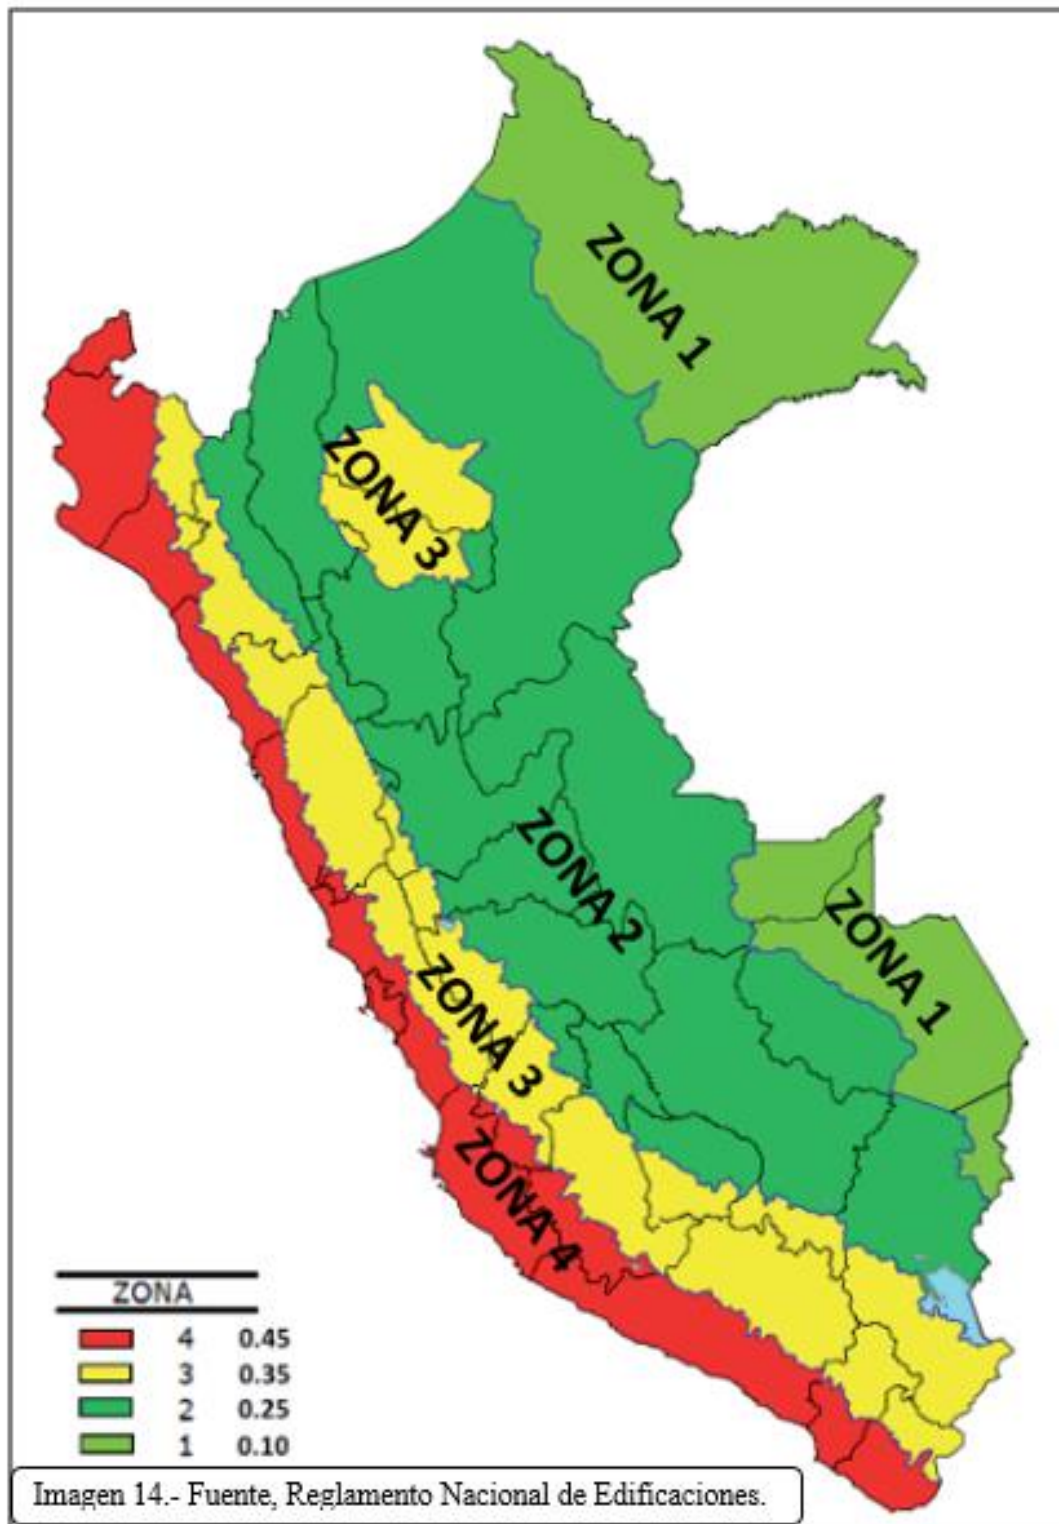 ZONA 1
ZONA 3
ZONA 2
ZONA 1
ZONA 3
ZONA 4
ZONA
4 0.45
3 0.35
2 0.25
1 0.10
Imagen 14.- Fuente, Reglamento Nacional de Edificaciones.